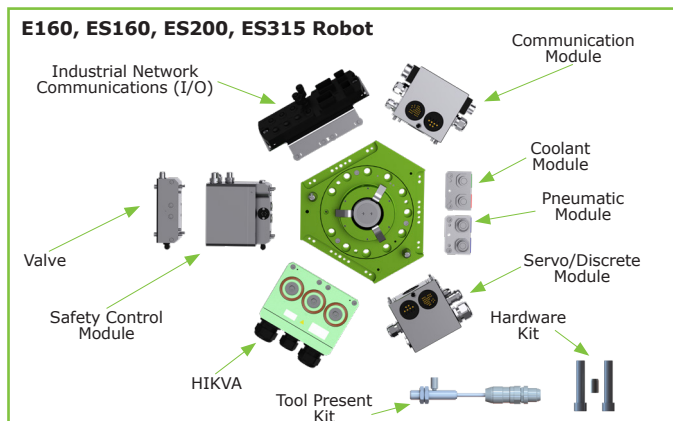 E160, ES160, ES200, ES315 Robot
Communication
Module
Industrial Network
Communications (I/O)
Coolant
Module
Pneumatic
Module
Valve
Servo/Discrete
Module
Safety Control
Module
Hardware
Kit
HIKVA
Tool Present
Kit